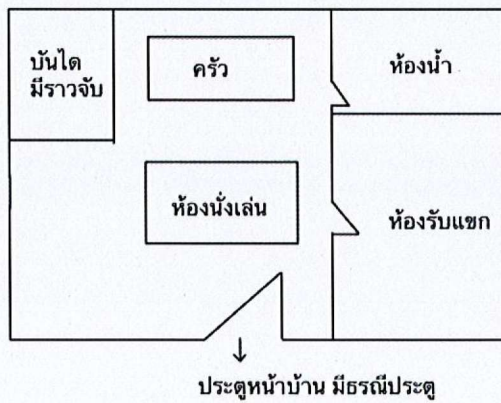 บันได
มีราวจับ
ครัว
ห้องน้ำ
ห้องนั่งเล่น
ห้องรับแขก
ประตูหน้าบ้าน มีธรณีประตู